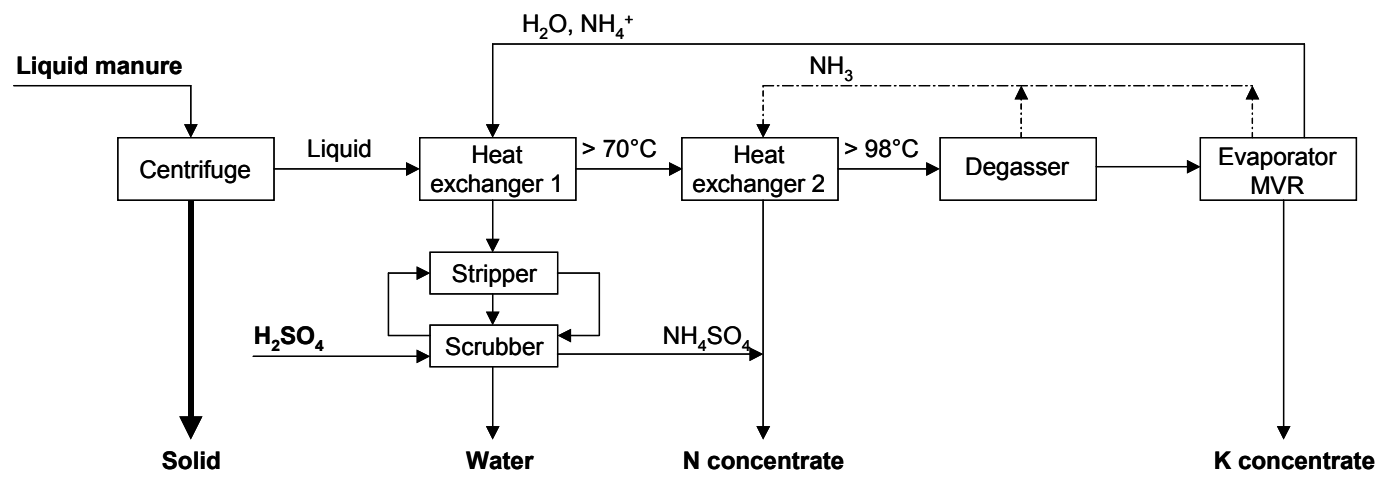 H₂O, NH₄⁺
Liquid manure
NH₃
Centrifuge
Liquid
Heat
exchanger 1
> 70°C
Heat
exchanger 2
> 98°C
Degasser
Evaporator
MVR
Stripper
H₂SO₄
Scrubber
NH₄SO₄
Solid
Water
N concentrate
K concentrate